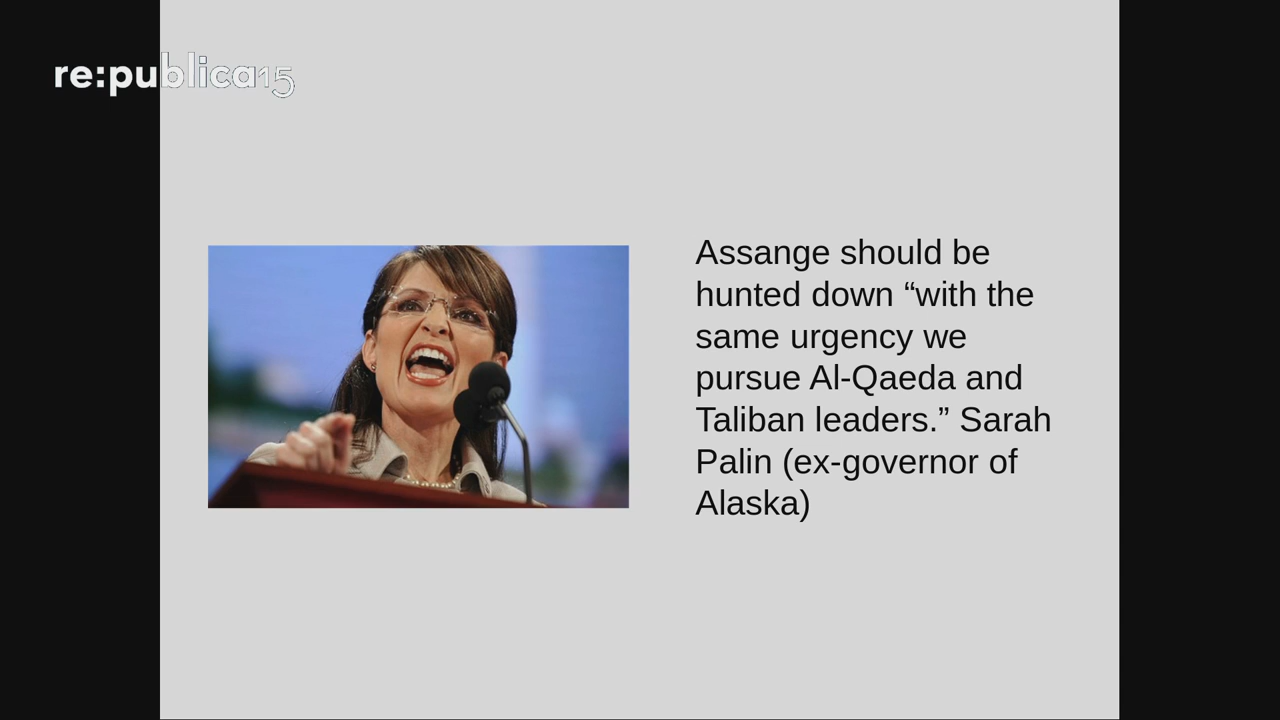 re:publica15
Assange should be
hunted down “with the
same urgency we
pursue Al-Qaeda and
Taliban leaders.” Sarah
Palin (ex-governor of
Alaska)